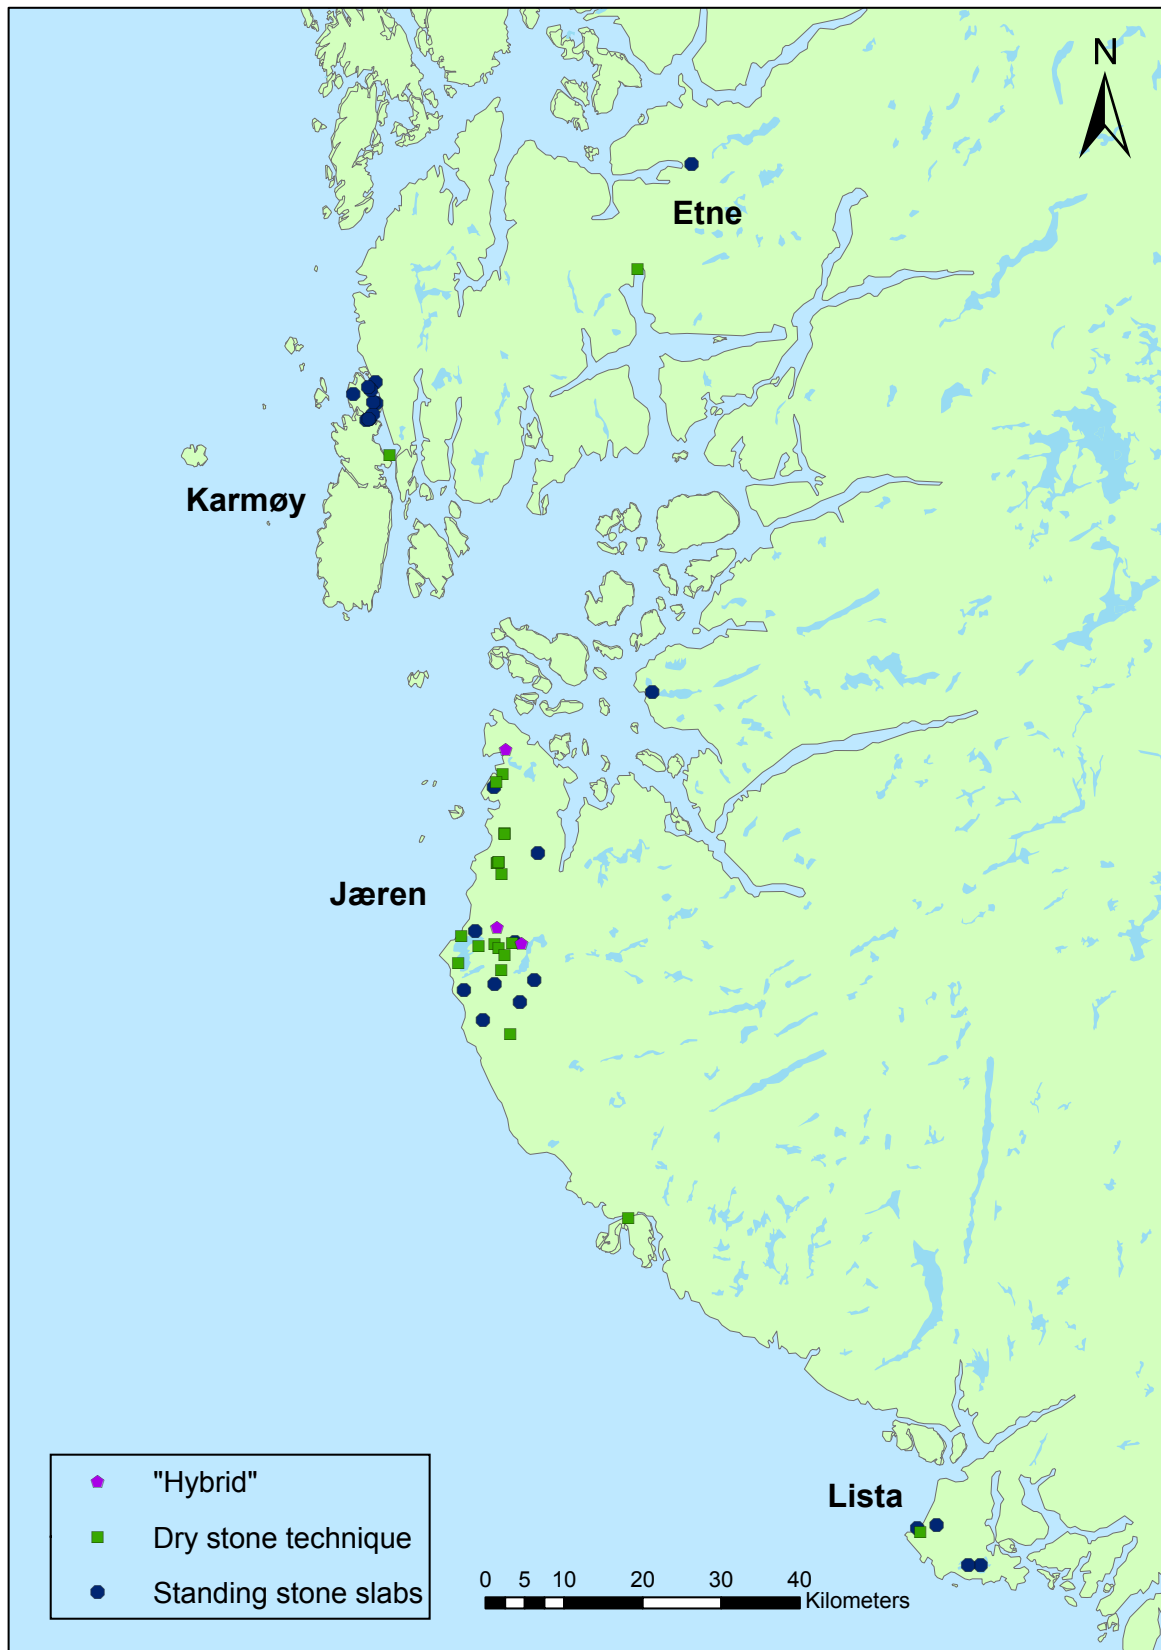 N
Etne
Karmøy
Jæren
Lista
"Hybrid"
Dry stone technique
Standing stone slabs
0 5 10 20 30 40
Kilometers